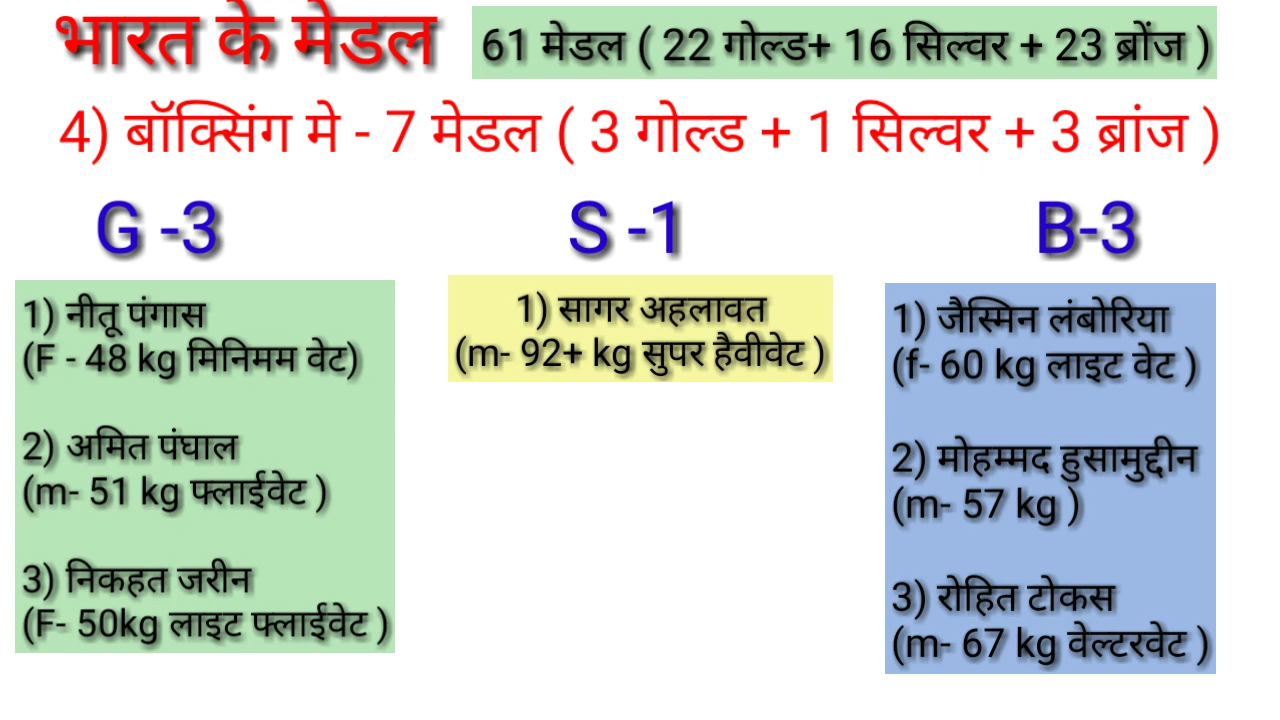 भारत के मेडल
61 मेडल ( 22 गोल्ड+ 16 सिल्वर + 23 ब्रोंज )
4) बॉक्सिंग मे - 7 मेडल ( 3 गोल्ड + 1 सिल्वर + 3 ब्रांज )
G -3
1) नीतू पंगास
(F - 48 kg मिनिमम वेट)
2) अमित पंघाल
(m- 51 kg फ्लाईवेट )
3) निकहत जरीन
(F- 50kg लाइट फ्लाईवेट )
S -1
1) सागर अहलावत
(m- 92+ kg सुपर हैवीवेट )
B-3
1) जैस्मिन लंबोरिया
(f- 60 kg लाइट वेट )
2) मोहम्मद हुसामुद्दीन
(m- 57 kg )
3) रोहित टोकस
(m- 67 kg वेल्टरवेट )